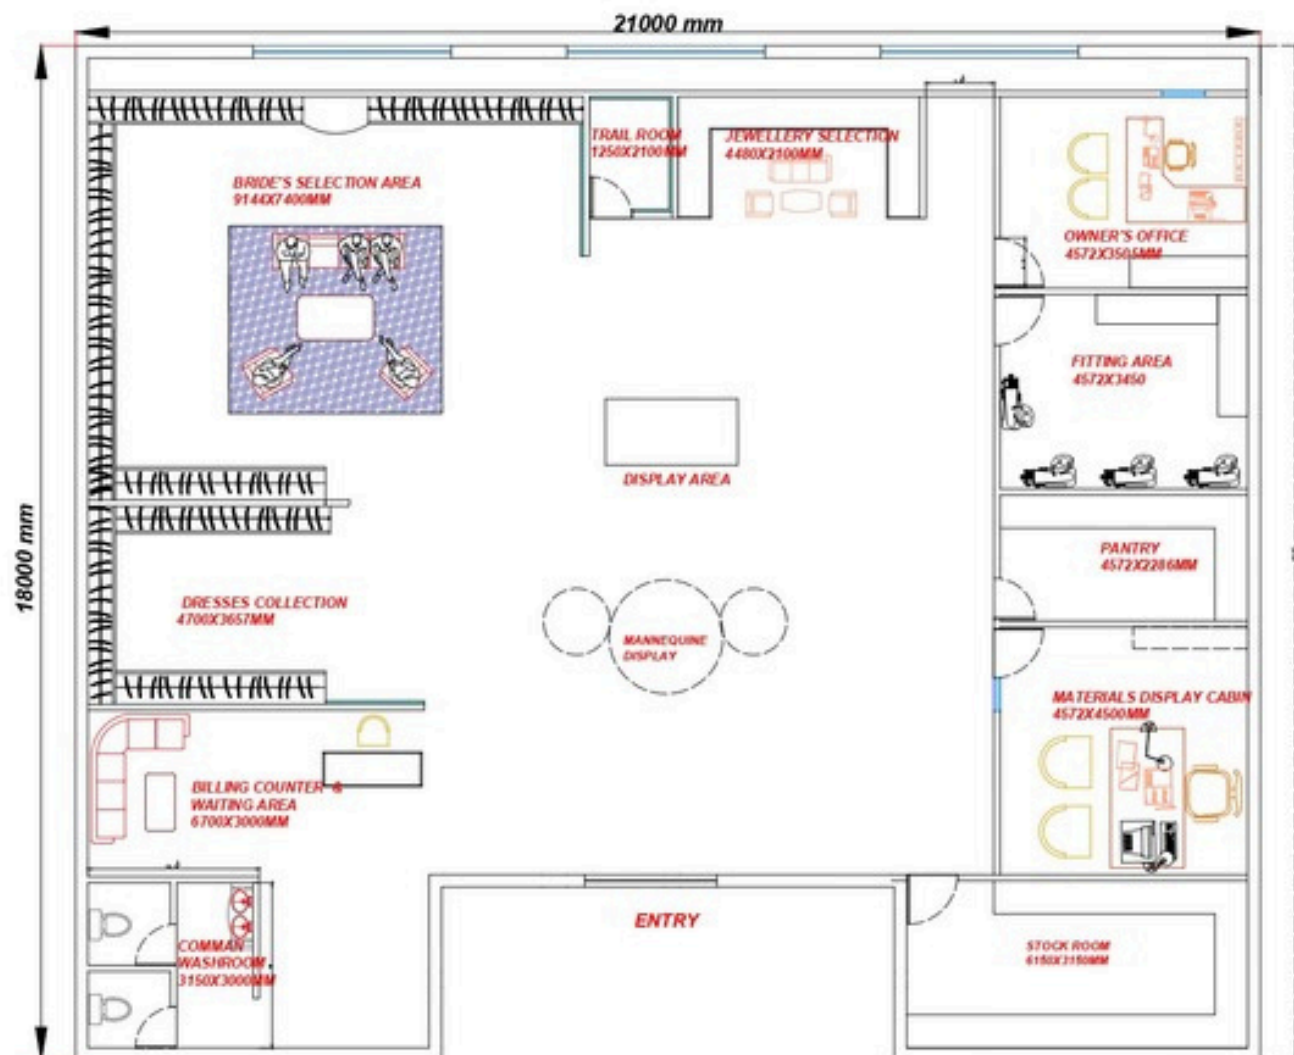 21000 mm
18000 mm
TRAIL ROOM
1250X2100MM
JEWELLERY SELECTION
4480X2100MM
BRIDE'S SELECTION AREA
9144X7400MM
OWNER'S OFFICE
4572X3505MM
FITTING AREA
4572X3450
DISPLAY AREA
PANTRY
4572X2286MM
DRESSES COLLECTION
4700X3657MM
MANNEQUINE
DISPLAY
MATERIALS DISPLAY CABIN
4572X4500MM
BILLING COUNTER &
WAITING AREA
6700X3000MM
ENTRY
COMMAN
WASHROOM
3150X3000MM
STOCK ROOM
6150X3150MM